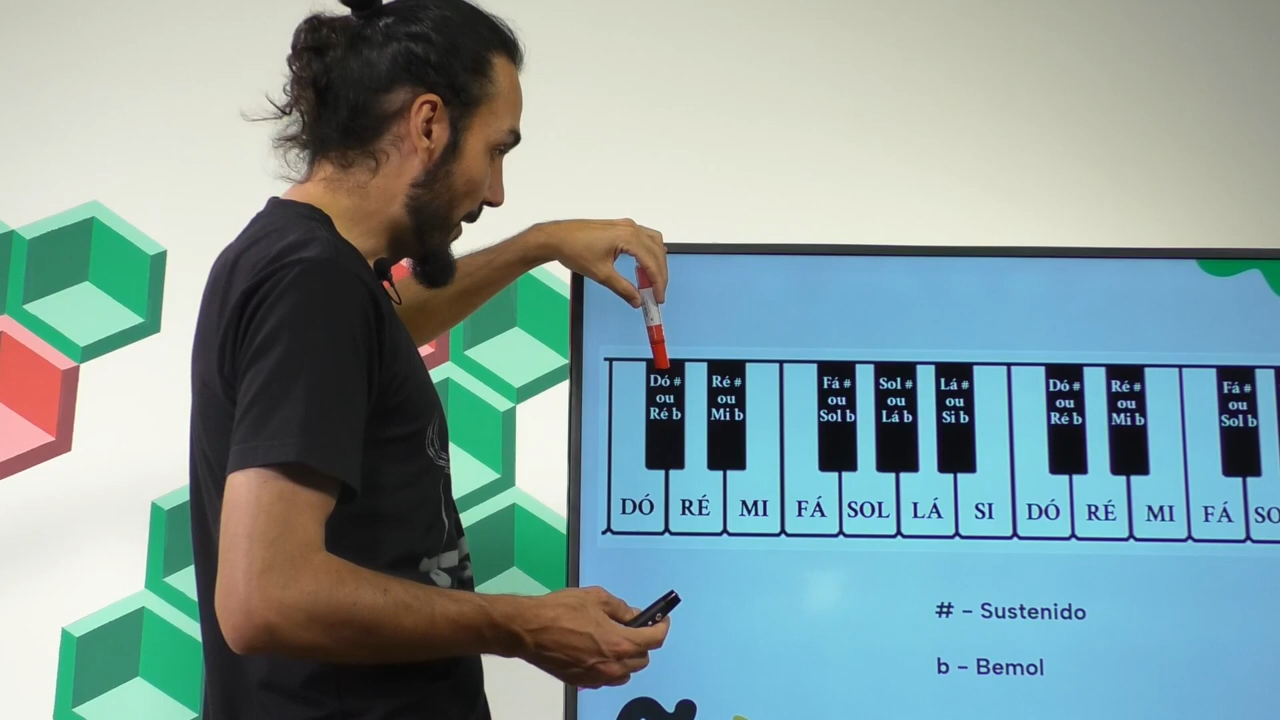 Dó # ou Ré b
Ré # ou Mi b
Fá # ou Sol b
Sol # ou Lá b
Lá # ou Si b
Dó # ou Ré b
Ré # ou Mi b
Fá # ou Sol b
DÓ RÉ MI FÁ SOL LÁ SI DÓ RÉ MI FÁ SO
# – Sustenido
b – Bemol